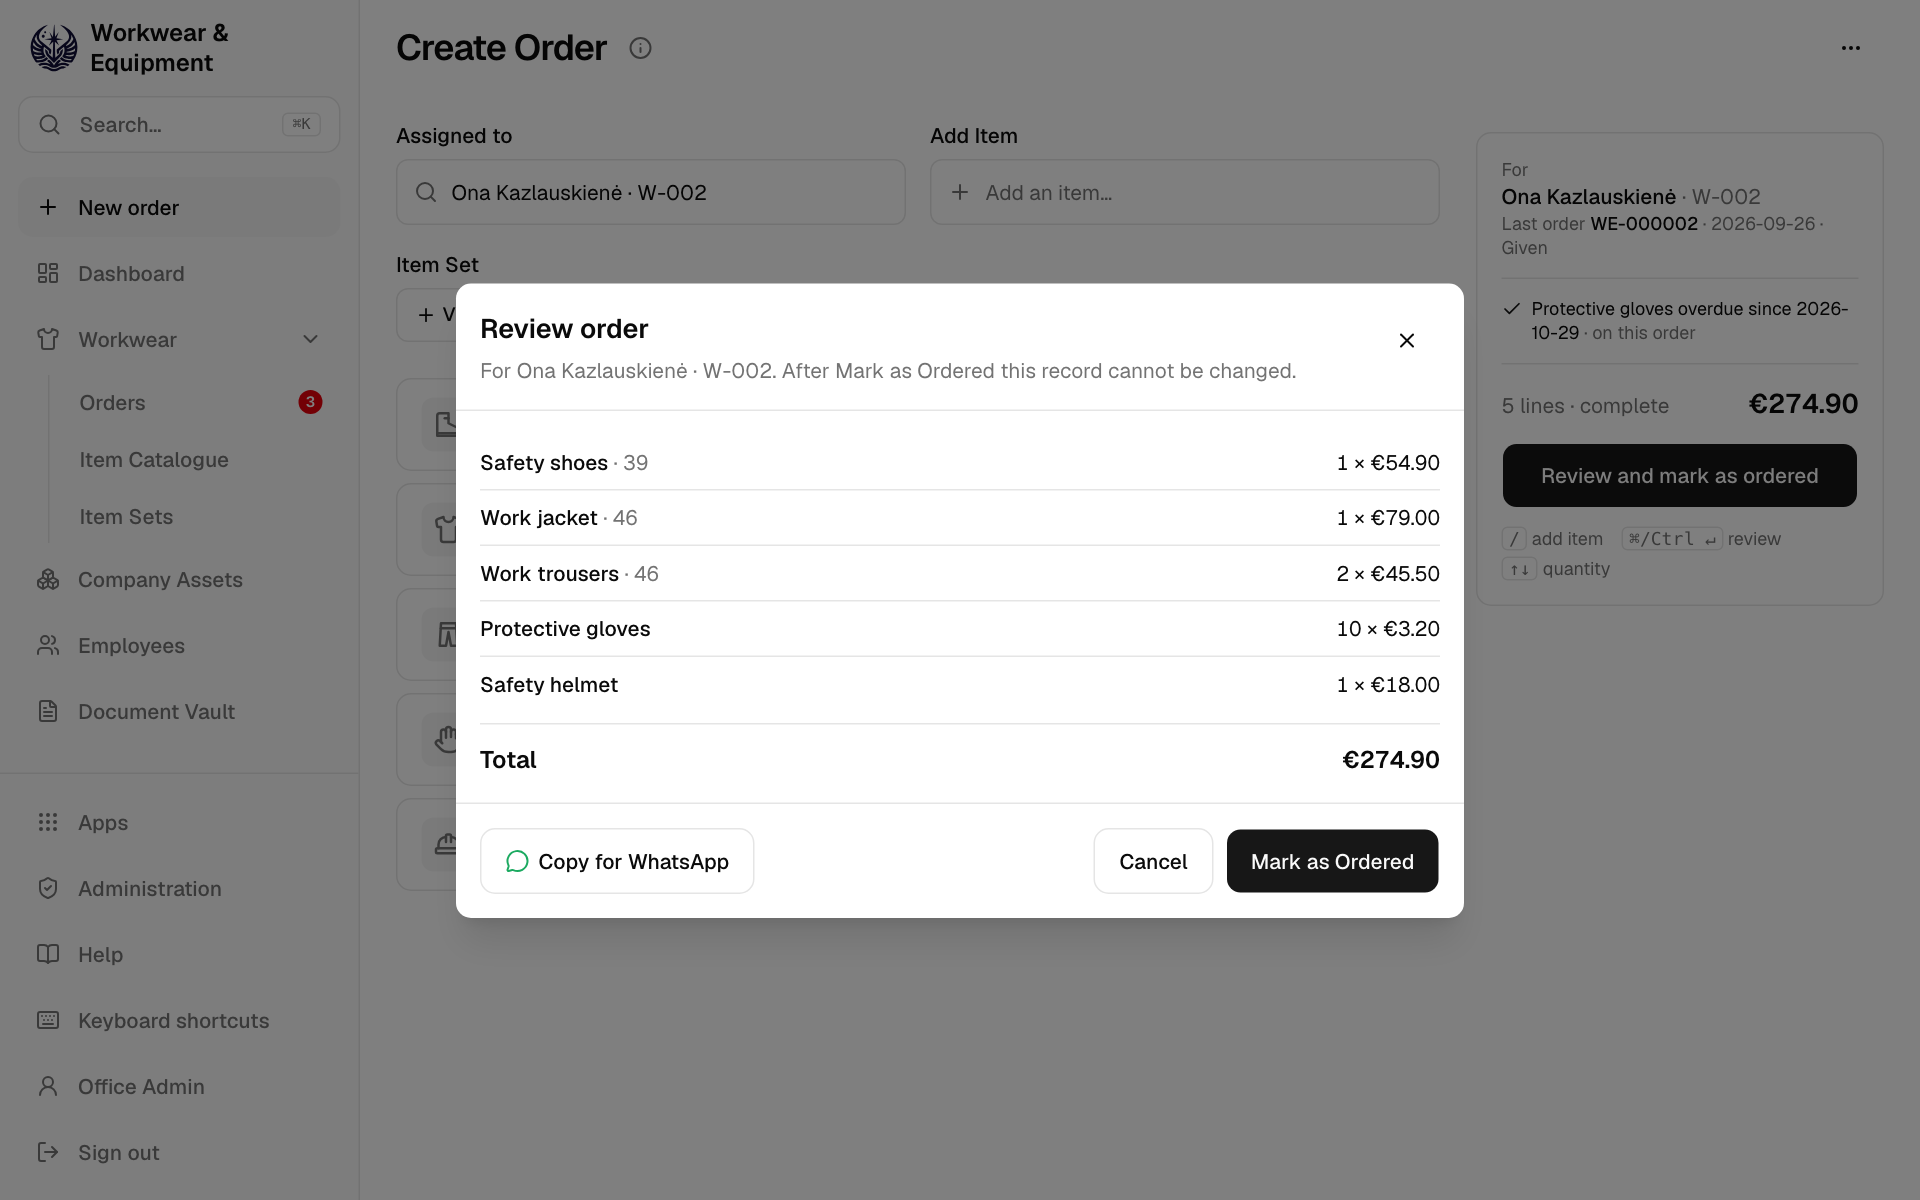 Workwear &
Equipment
Search...
⌘K
New order
Dashboard
Workwear
Orders
3
Item Catalogue
Item Sets
Company Assets
Employees
Document Vault
Apps
Administration
Help
Keyboard shortcuts
Office Admin
Sign out
Create Order
Assigned to
Ona Kazlauskienė · W-002
Add Item
Add an item...
Item Set
+ V
Review order
For Ona Kazlauskienė · W-002. After Mark as Ordered this record cannot be changed.
Safety shoes · 39 1 × €54.90
Work jacket · 46 1 × €79.00
Work trousers · 46 2 × €45.50
Protective gloves 10 × €3.20
Safety helmet 1 × €18.00
Total €274.90
Copy for WhatsApp
Cancel
Mark as Ordered
For
Ona Kazlauskienė · W-002
Last order WE-000002 · 2026-09-26 ·
Given
Protective gloves overdue since 2026-
10-29 · on this order
5 lines · complete €274.90
Review and mark as ordered
/ add item ⌘/Ctrl ↵ review
↑↓ quantity